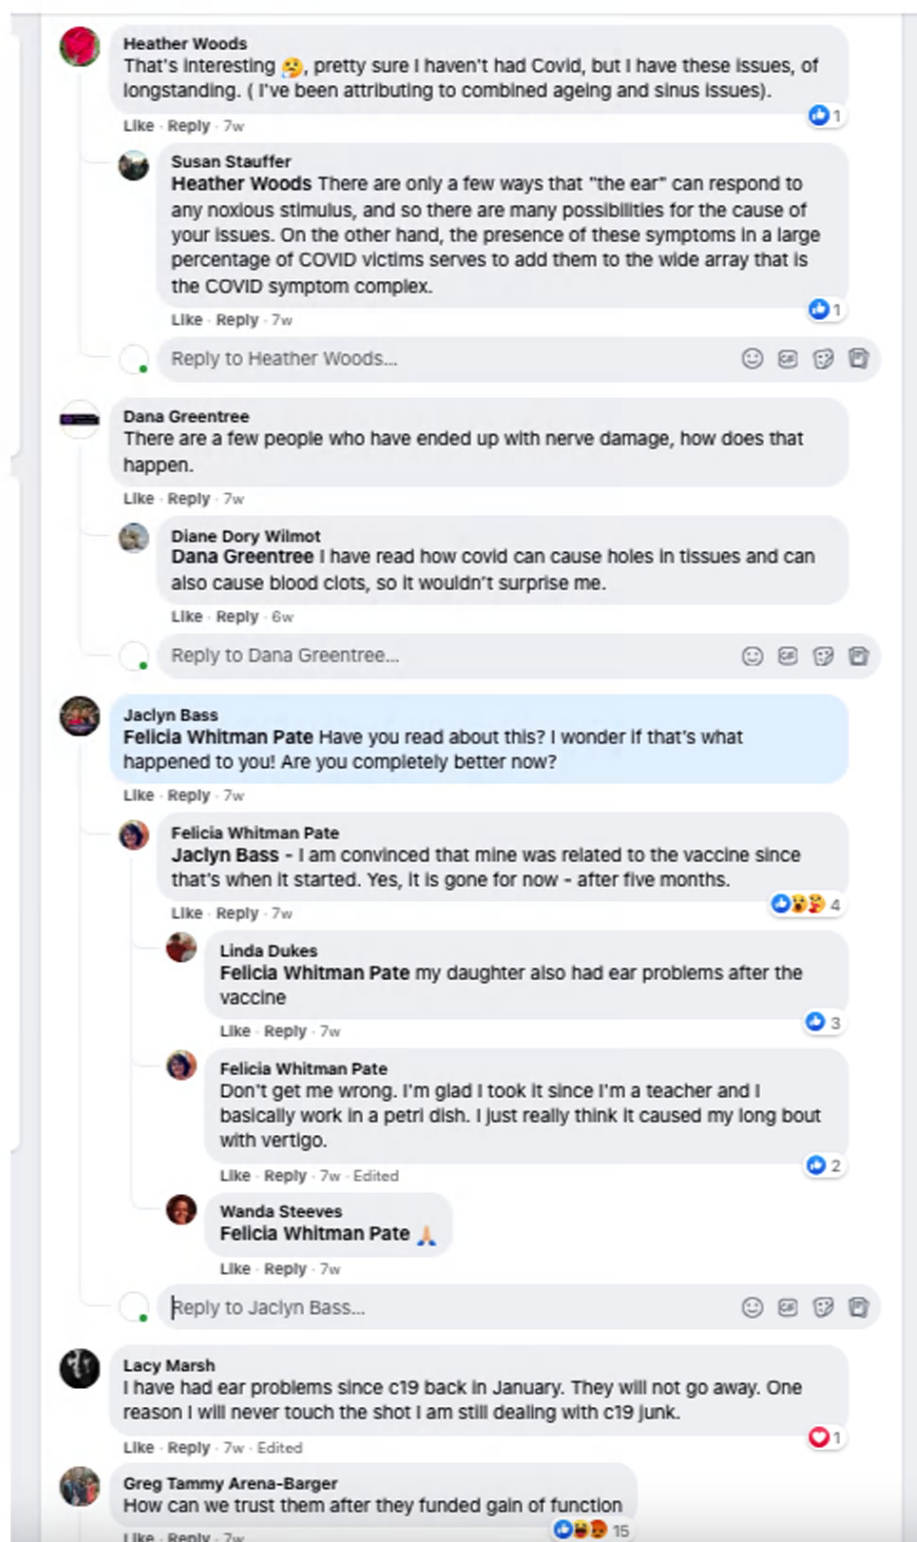 Heather Woods
That's interesting 🤧, pretty sure I haven't had Covid, but I have these issues, of
longstanding. ( I've been attributing to combined ageing and sinus issues).
1
Like · Reply · 7w
Susan Stauffer
Heather Woods There are only a few ways that "the ear" can respond to
any noxious stimulus, and so there are many possibilities for the cause of
your issues. On the other hand, the presence of these symptoms in a large
percentage of COVID victims serves to add them to the wide array that is
the COVID symptom complex.
1
Like · Reply · 7w
Reply to Heather Woods...
GIF
Dana Greentree
There are a few people who have ended up with nerve damage, how does that
happen.
Like · Reply · 7w
Diane Dory Wilmot
Dana Greentree I have read how covid can cause holes in tissues and can
also cause blood clots, so it wouldn't surprise me.
Like · Reply · 6w
Reply to Dana Greentree...
GIF
Jaclyn Bass
Felicia Whitman Pate Have you read about this? I wonder if that's what
happened to you! Are you completely better now?
Like · Reply · 7w
Felicia Whitman Pate
Jaclyn Bass - I am convinced that mine was related to the vaccine since
that's when it started. Yes, it is gone for now - after five months.
4
Like · Reply · 7w
Linda Dukes
Felicia Whitman Pate my daughter also had ear problems after the
vaccine
3
Like · Reply · 7w
Felicia Whitman Pate
Don't get me wrong. I'm glad I took it since I'm a teacher and I
basically work in a petri dish. I just really think it caused my long bout
with vertigo.
2
Like · Reply · 7w · Edited
Wanda Steeves
Felicia Whitman Pate 🙏
Like · Reply · 7w
Reply to Jaclyn Bass...
GIF
Lacy Marsh
I have had ear problems since c19 back in January. They will not go away. One
reason I will never touch the shot I am still dealing with c19 junk.
1
Like · Reply · 7w · Edited
Greg Tammy Arena-Barger
How can we trust them after they funded gain of function
15
Like · Reply · 7w